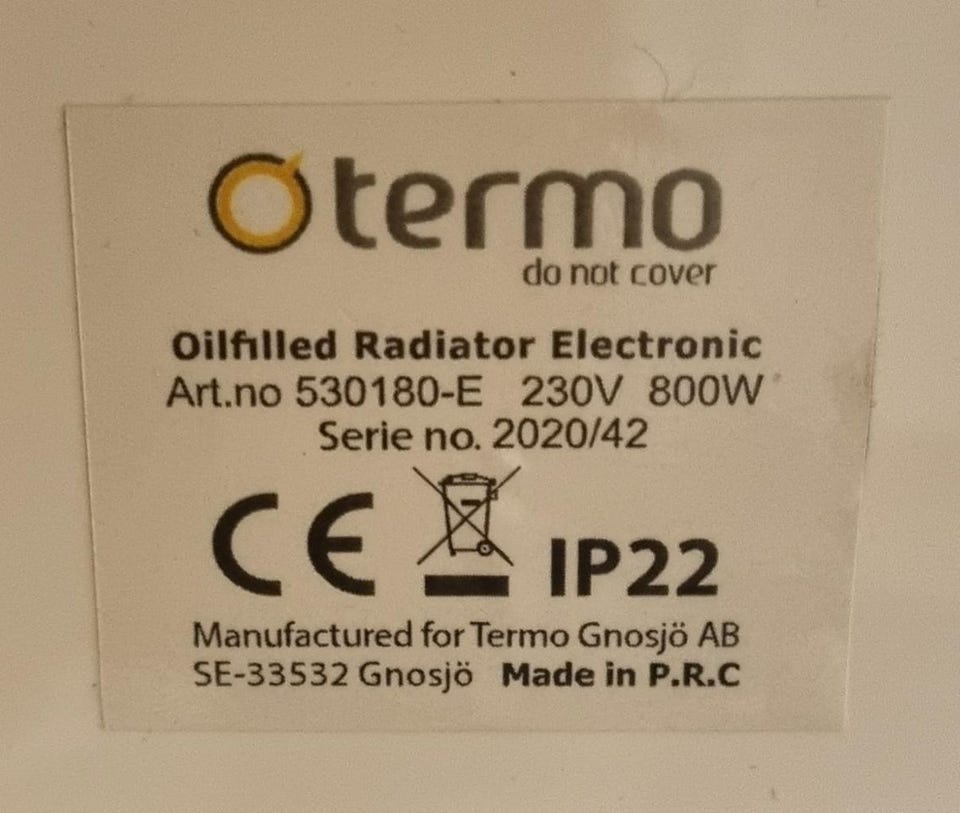 termo
do not cover
Oilfilled Radiator Electronic
Art.no 530180-E 230V 800W
Serie no. 2020/42
CE IP22
Manufactured for Termo Gnosjö AB
SE-33532 Gnosjö Made in P.R.C